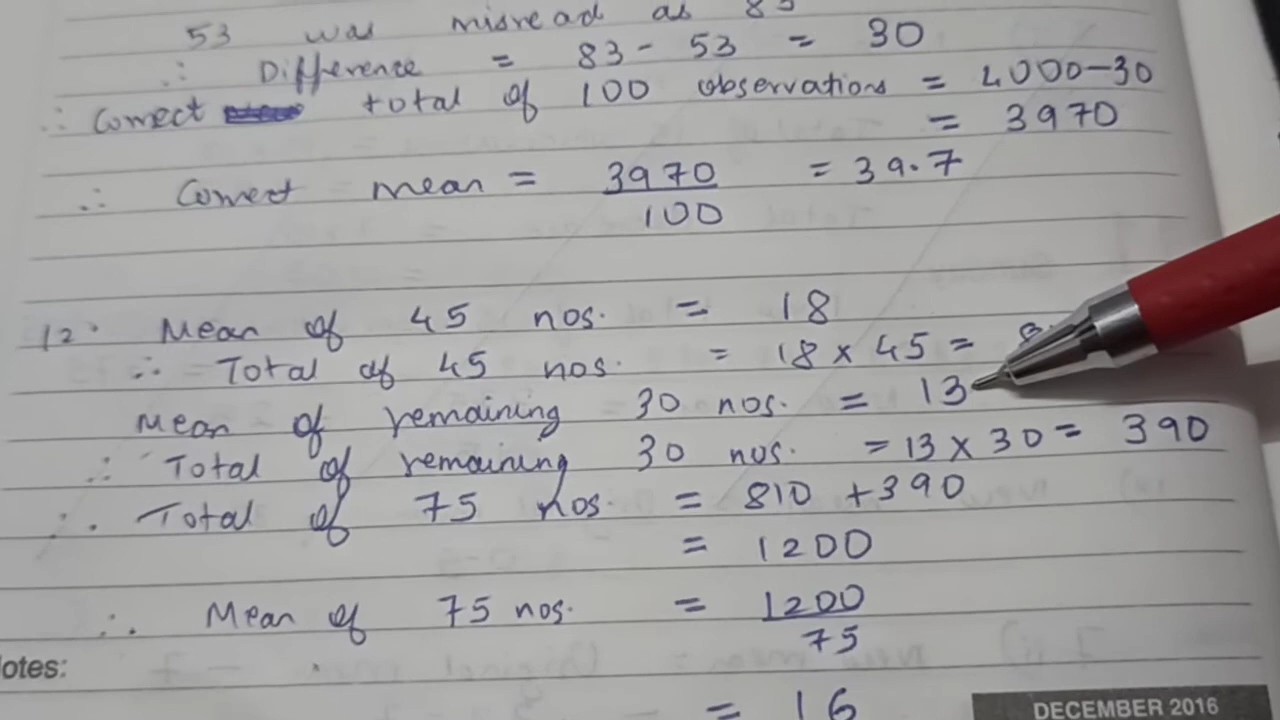 53 was misread as 83
∴ Difference = 83 - 53 = 30
∴ Correct total of 100 observations = 4000-30
= 3970
∴ Correct mean = 3970/100 = 39.7
12. Mean of 45 nos. = 18
∴ Total of 45 nos. = 18 × 45 =
Mean of remaining 30 nos. = 13
∴ Total of remaining 30 nos. = 13 × 30 = 390
∴ Total of 75 nos. = 810 + 390
= 1200
∴ Mean of 75 nos. = 1200/75
= 16
otes:
DECEMBER 2016